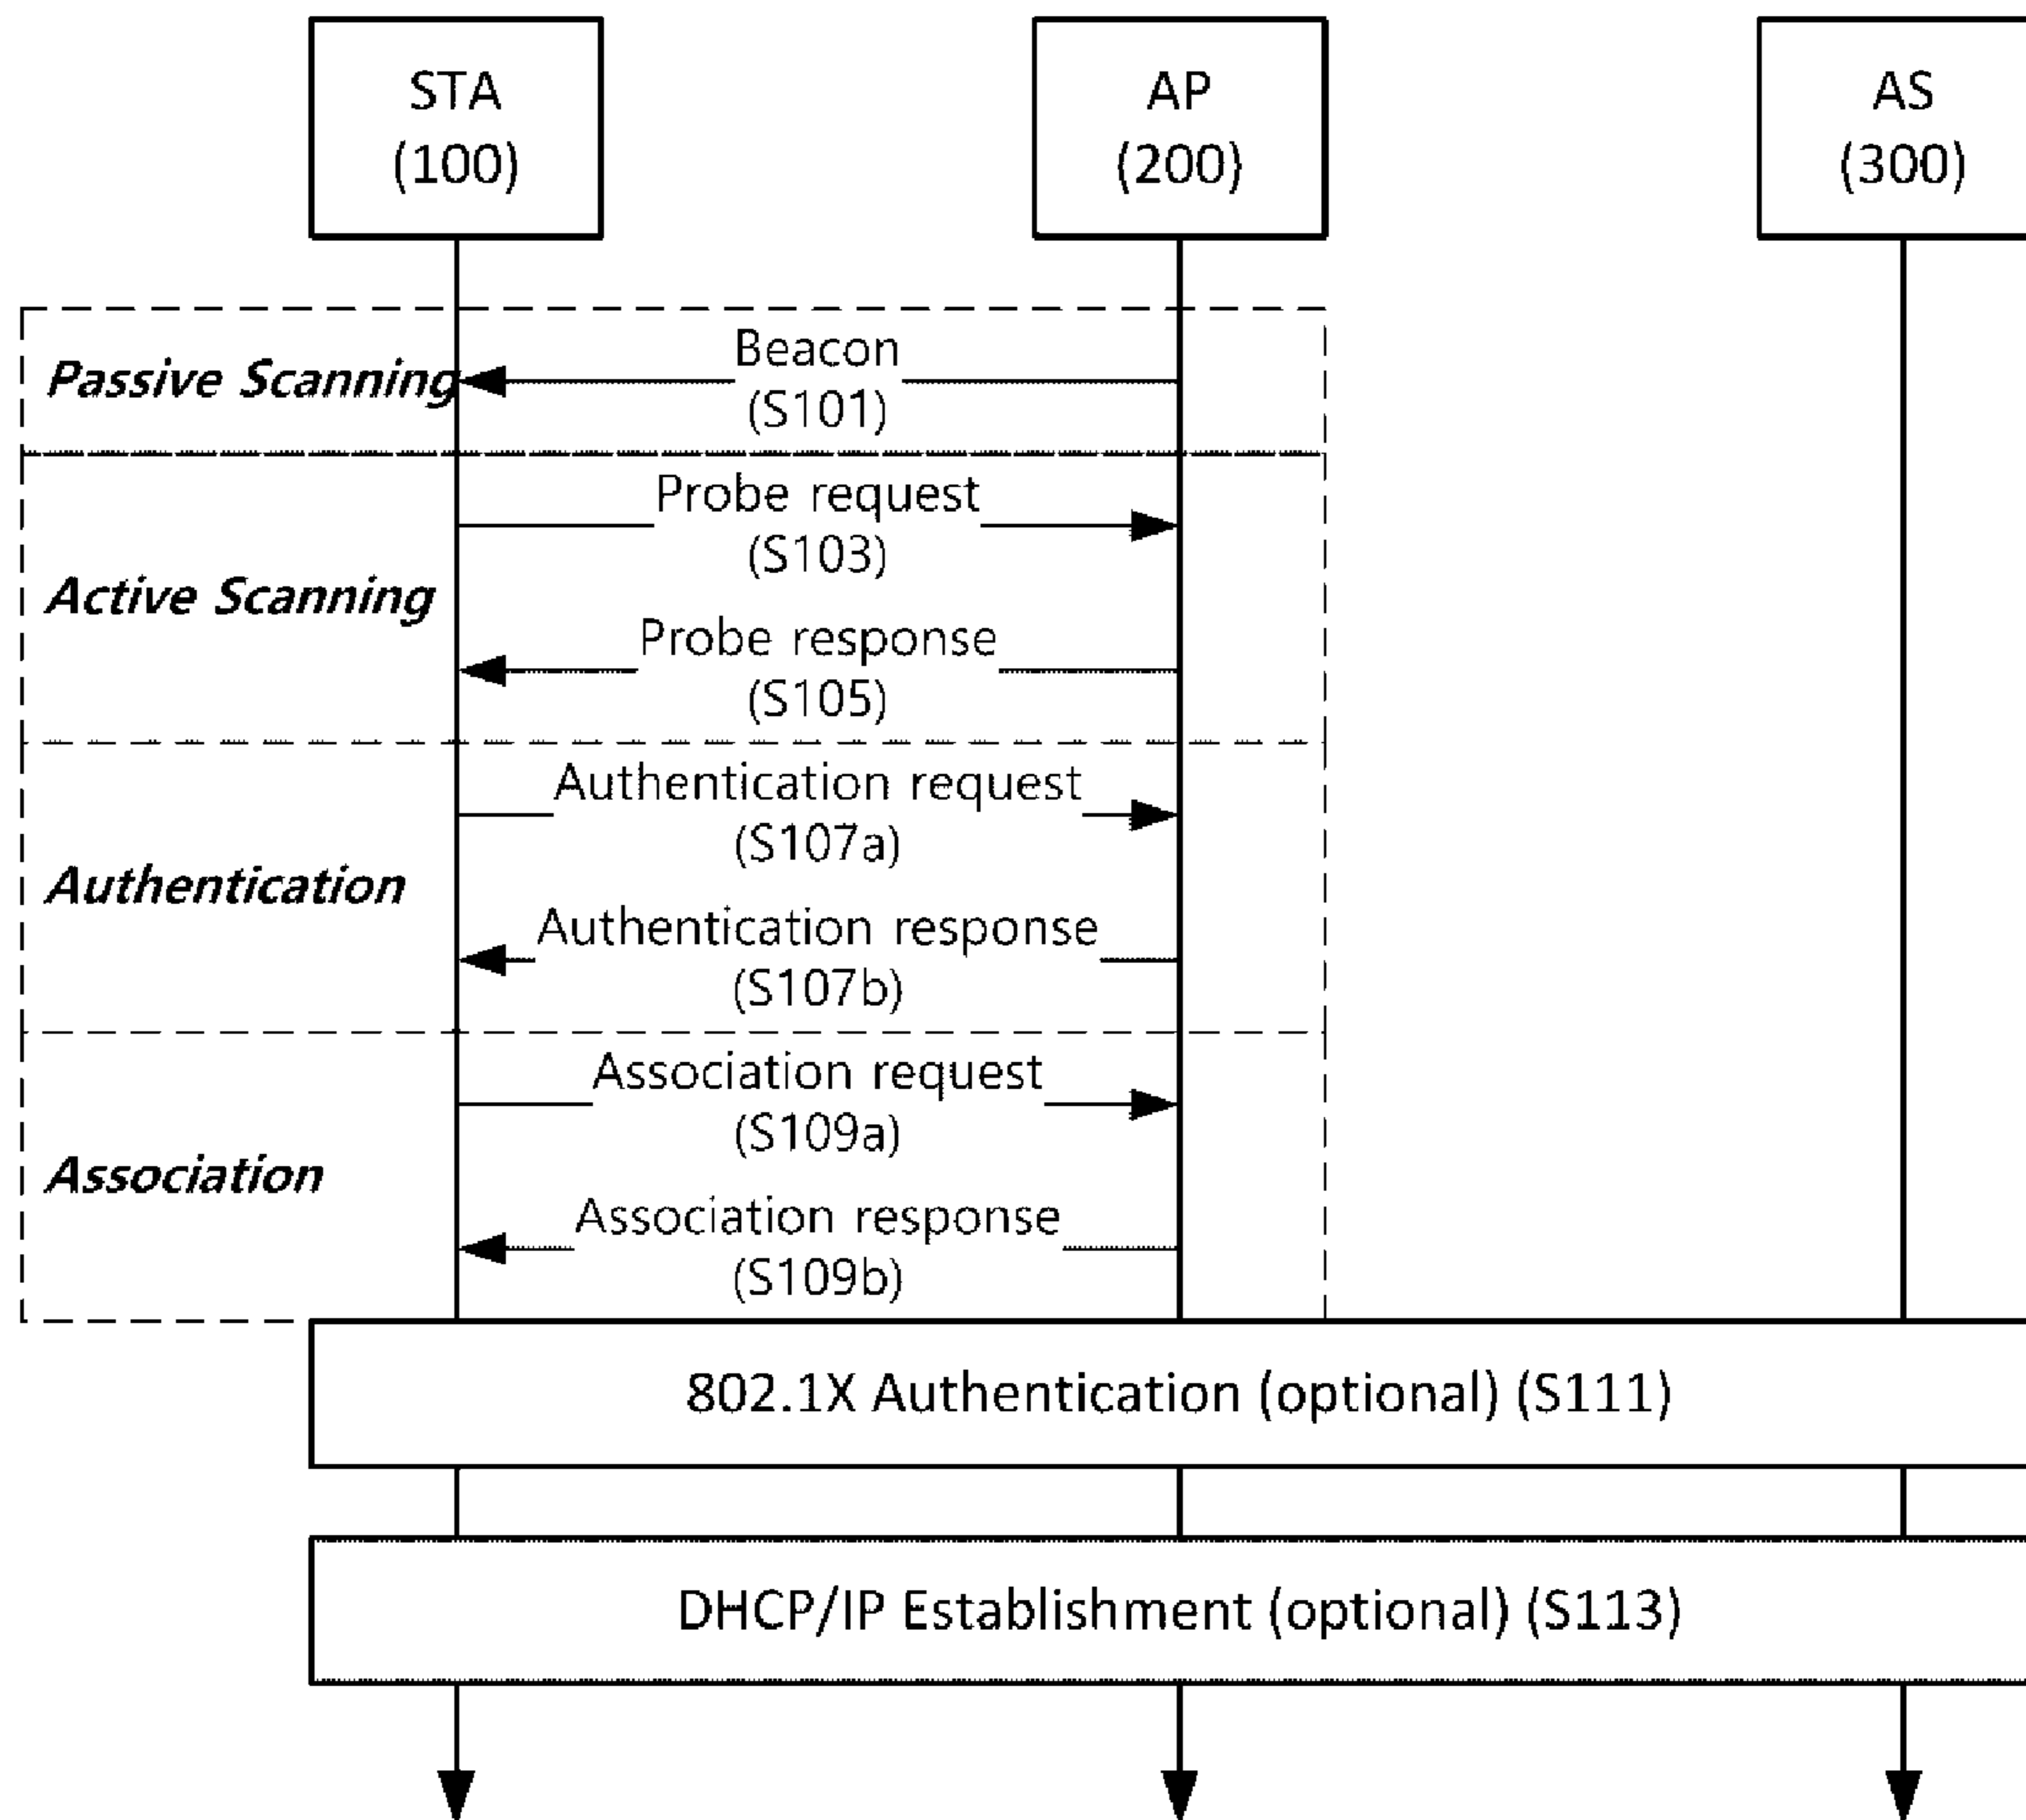 STA
(100)
AP
(200)
AS
(300)
Passive Scanning
Beacon
(S101)
Active Scanning
Probe request
(S103)
Probe response
(S105)
Authentication
Authentication request
(S107a)
Authentication response
(S107b)
Association
Association request
(S109a)
Association response
(S109b)
802.1X Authentication (optional) (S111)
DHCP/IP Establishment (optional) (S113)